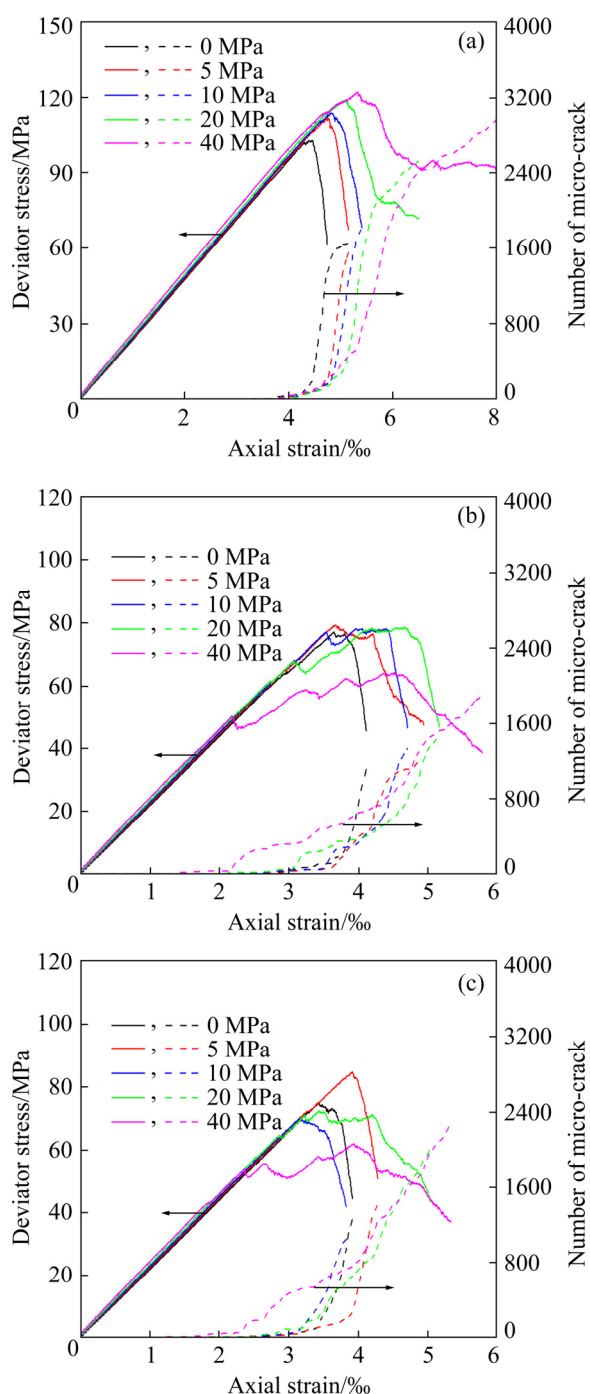 150
120
90
60
30
0
Deviator stress/MPa
0 MPa
5 MPa
10 MPa
20 MPa
40 MPa
(a)
4000
3200
2400
1600
800
0
Number of micro-crack
2
4
6
8
Axial strain/‰
120
100
80
60
40
20
0
Deviator stress/MPa
0 MPa
5 MPa
10 MPa
20 MPa
40 MPa
(b)
4000
3200
2400
1600
800
0
Number of micro-crack
1
2
3
4
5
6
Axial strain/‰
120
100
80
60
40
20
0
Deviator stress/MPa
0 MPa
5 MPa
10 MPa
20 MPa
40 MPa
(c)
4000
3200
2400
1600
800
0
Number of micro-crack
1
2
3
4
5
6
Axial strain/‰